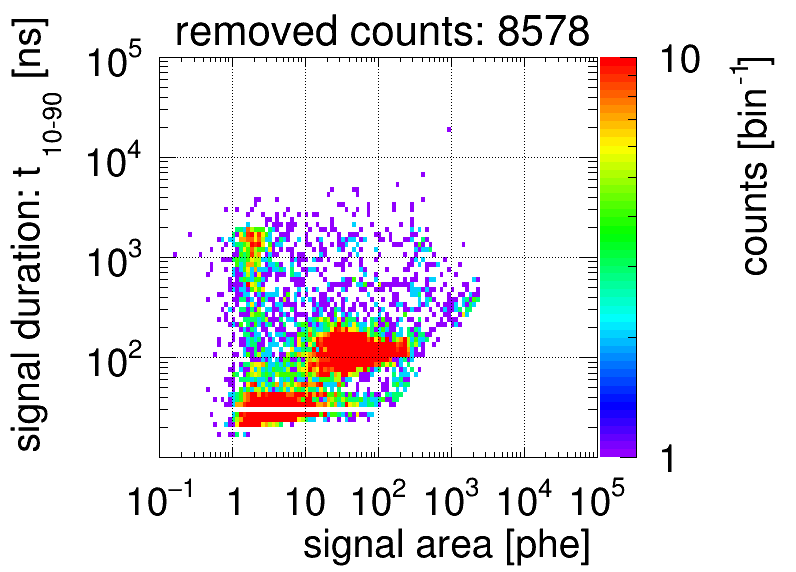 removed counts: 8578
signal duration: t 10-90 [ns]
10^5
10^4
10^3
10^2
10^−1 1 10 10^2 10^3 10^4 10^5
signal area [phe]
10
1
counts [bin^-1]